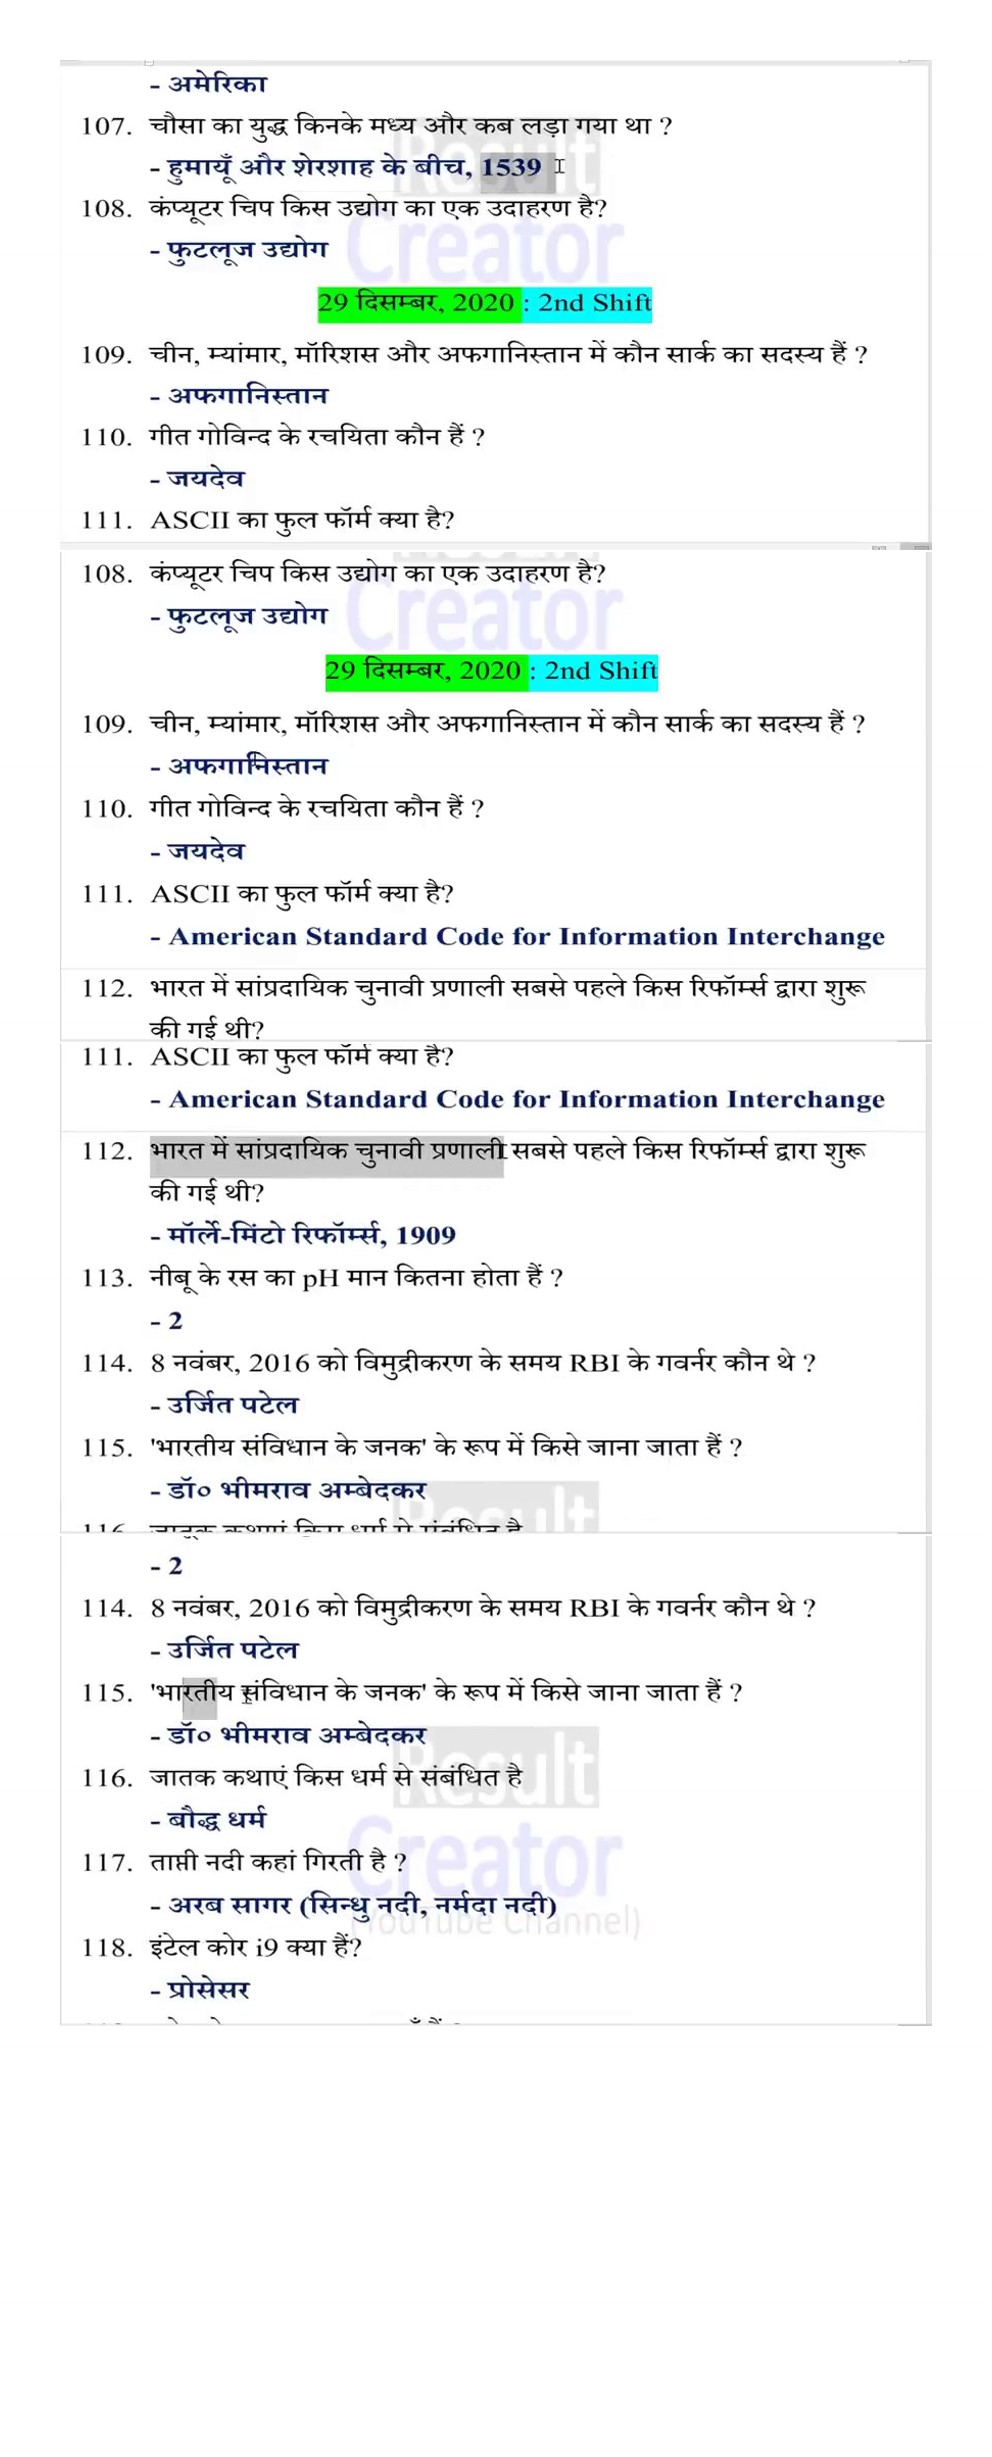 - अमेरिका
107. चौसा का युद्ध किनके मध्य और कब लड़ा गया था ?
- हुमायूँ और शेरशाह के बीच, 1539
108. कंप्यूटर चिप किस उद्योग का एक उदाहरण है?
- फुटलूज उद्योग
Result
Creator
29 दिसम्बर, 2020 : 2nd Shift
109. चीन, म्यांमार, मॉरिशस और अफगानिस्तान में कौन सार्क का सदस्य हैं ?
- अफगानिस्तान
110. गीत गोविन्द के रचयिता कौन हैं ?
- जयदेव
111. ASCII का फुल फॉर्म क्या है?
108. कंप्यूटर चिप किस उद्योग का एक उदाहरण है?
- फुटलूज उद्योग
Creator
29 दिसम्बर, 2020 : 2nd Shift
109. चीन, म्यांमार, मॉरिशस और अफगानिस्तान में कौन सार्क का सदस्य हैं ?
- अफगानिस्तान
110. गीत गोविन्द के रचयिता कौन हैं ?
- जयदेव
111. ASCII का फुल फॉर्म क्या है?
- American Standard Code for Information Interchange
112. भारत में सांप्रदायिक चुनावी प्रणाली सबसे पहले किस रिफॉर्म्स द्वारा शुरू
की गई थी?
111. ASCII का फुल फॉर्म क्या है?
- American Standard Code for Information Interchange
112. भारत में सांप्रदायिक चुनावी प्रणाली सबसे पहले किस रिफॉर्म्स द्वारा शुरू
की गई थी?
- मॉर्ले-मिंटो रिफॉर्म्स, 1909
113. नीबू के रस का pH मान कितना होता हैं ?
- 2
114. 8 नवंबर, 2016 को विमुद्रीकरण के समय RBI के गवर्नर कौन थे ?
- उर्जित पटेल
115. 'भारतीय संविधान के जनक' के रूप में किसे जाना जाता हैं ?
- डॉ० भीमराव अम्बेदकर
Result
116. जातक कथाएं किस धर्म से संबंधित है
- 2
114. 8 नवंबर, 2016 को विमुद्रीकरण के समय RBI के गवर्नर कौन थे ?
- उर्जित पटेल
115. 'भारतीय संविधान के जनक' के रूप में किसे जाना जाता हैं ?
- डॉ० भीमराव अम्बेदकर
Result
116. जातक कथाएं किस धर्म से संबंधित है
- बौद्ध धर्म
Creator
117. ताप्ती नदी कहां गिरती है ?
- अरब सागर (सिन्धु नदी, नर्मदा नदी)
(YouTube Channel)
118. इंटेल कोर i9 क्या हैं?
- प्रोसेसर